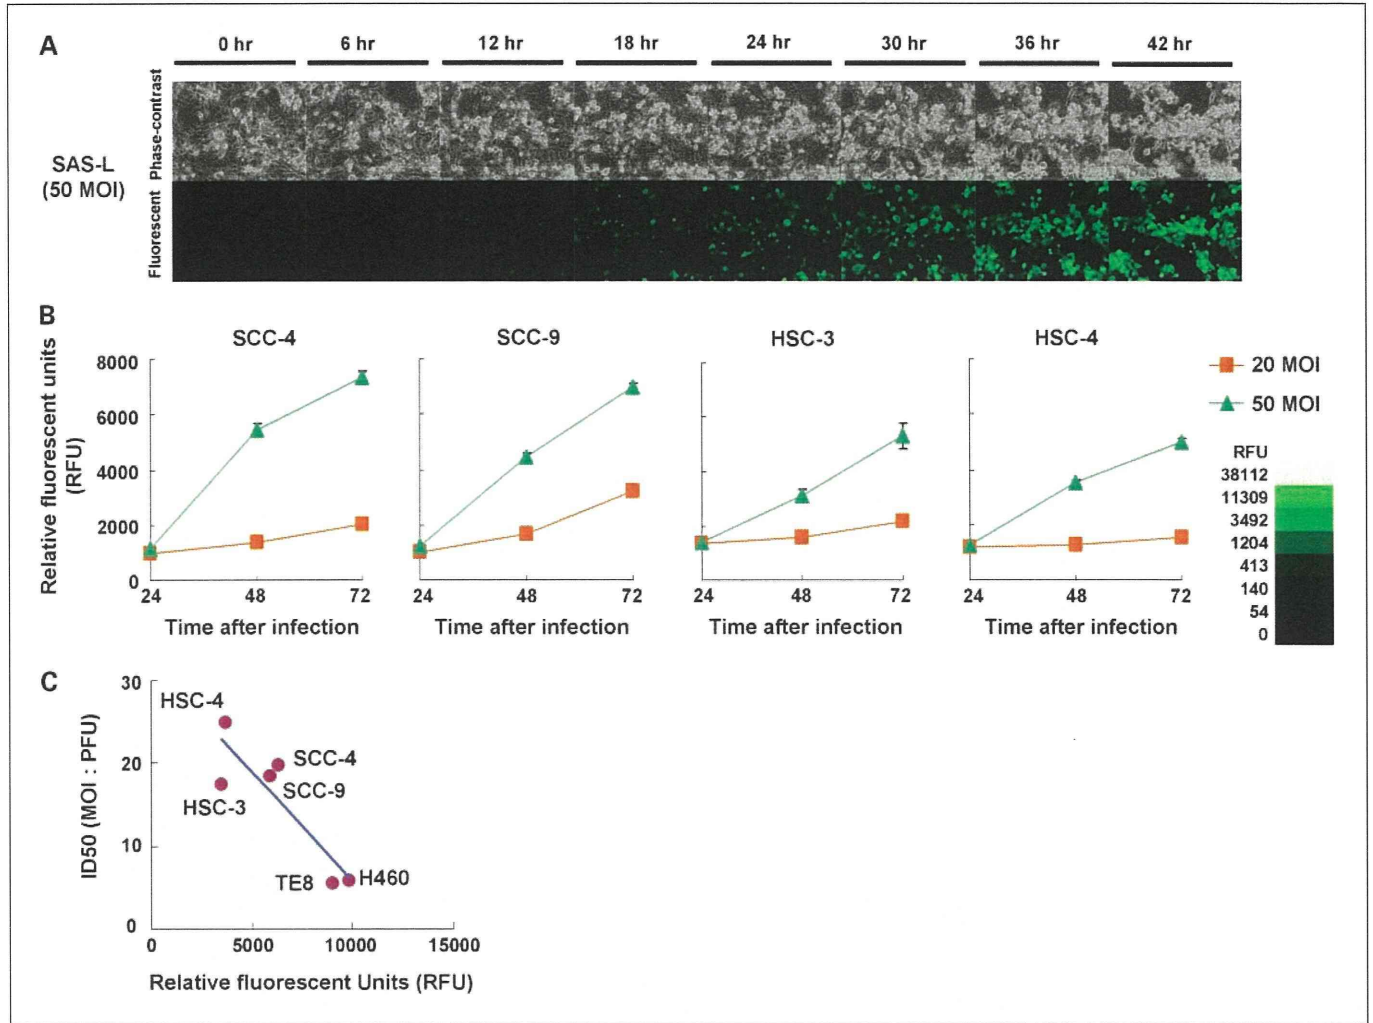 A
0 hr 6 hr 12 hr 18 hr 24 hr 30 hr 36 hr 42 hr
SAS-L
(50 MOI)
Phase-contrast
Fluorescent
B
SCC-4 SCC-9 HSC-3 HSC-4
Relative fluorescent units
(RFU)
8000
6000
4000
2000
0
24 48 72 24 48 72 24 48 72 24 48 72
Time after infection Time after infection Time after infection Time after infection
20 MOI
50 MOI
RFU
38112
11309
3492
1204
413
140
54
0
C
ID50 (MOI : PFU)
30
20
10
0
HSC-4
SCC-4
SCC-9
HSC-3
TE8 H460
0 5000 10000 15000
Relative fluorescent Units (RFU)